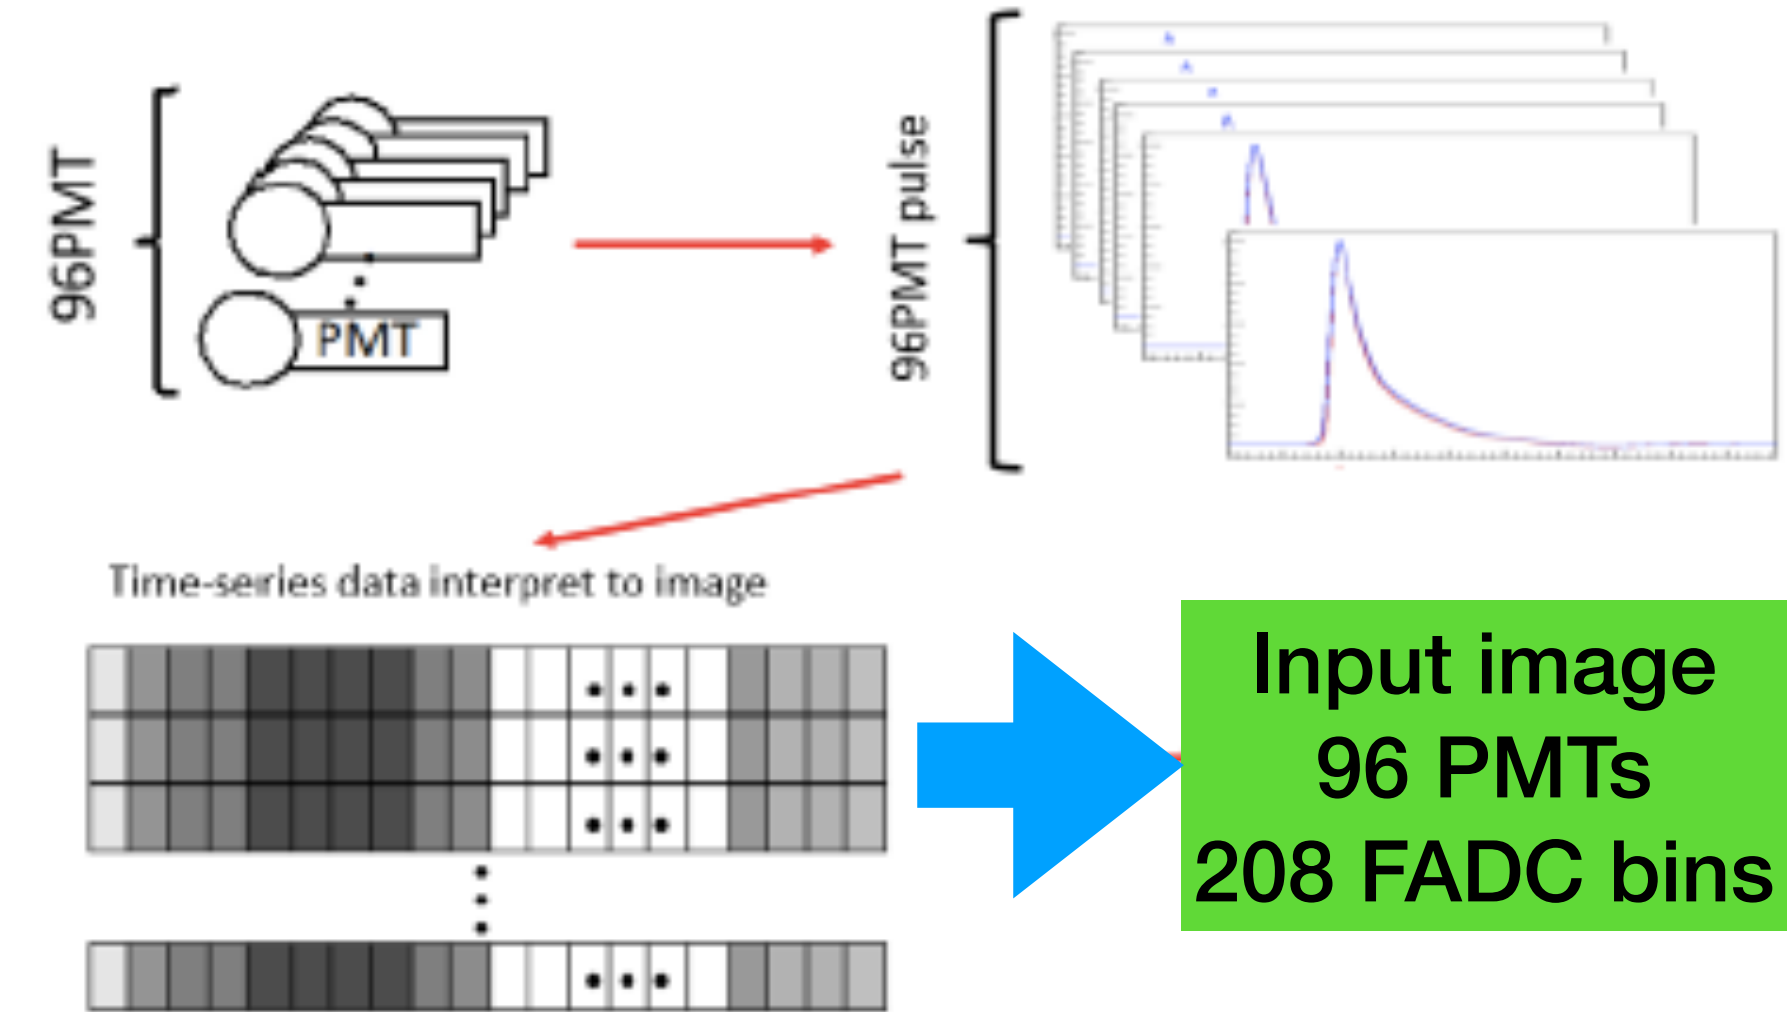 96PMT
PMT
96PMT pulse
Time-series data interpret to image
Input image
96 PMTs
208 FADC bins